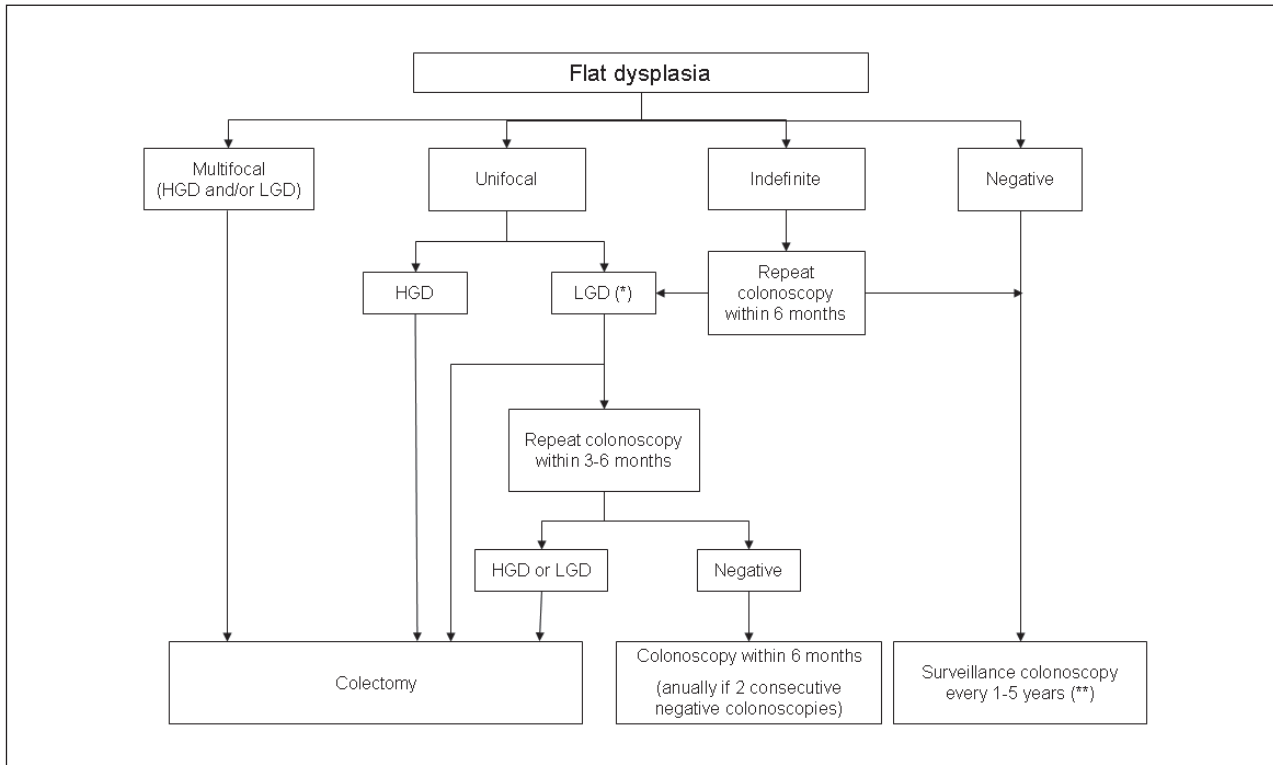 Flat dysplasia
Multifocal
(HGD and/or LGD)
Unifocal
Indefinite
Negative
HGD
LGD (*)
Repeat
colonoscopy
within 6 months
Repeat colonoscopy
within 3-6 months
HGD or LGD
Negative
Colectomy
Colonoscopy within 6 months
(anually if 2 consecutive
negative colonoscopies)
Surveillance colonoscopy
every 1-5 years (**)